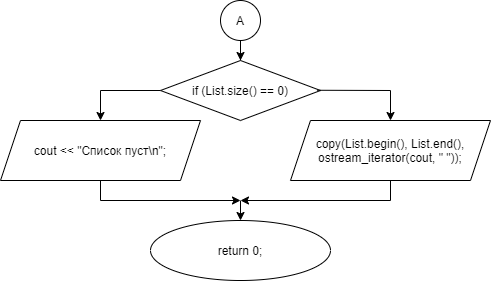 A
if (List.size() == 0)
cout << "Список пуст\n";
copy(List.begin(), List.end(),
ostream_iterator(cout, " "));
return 0;